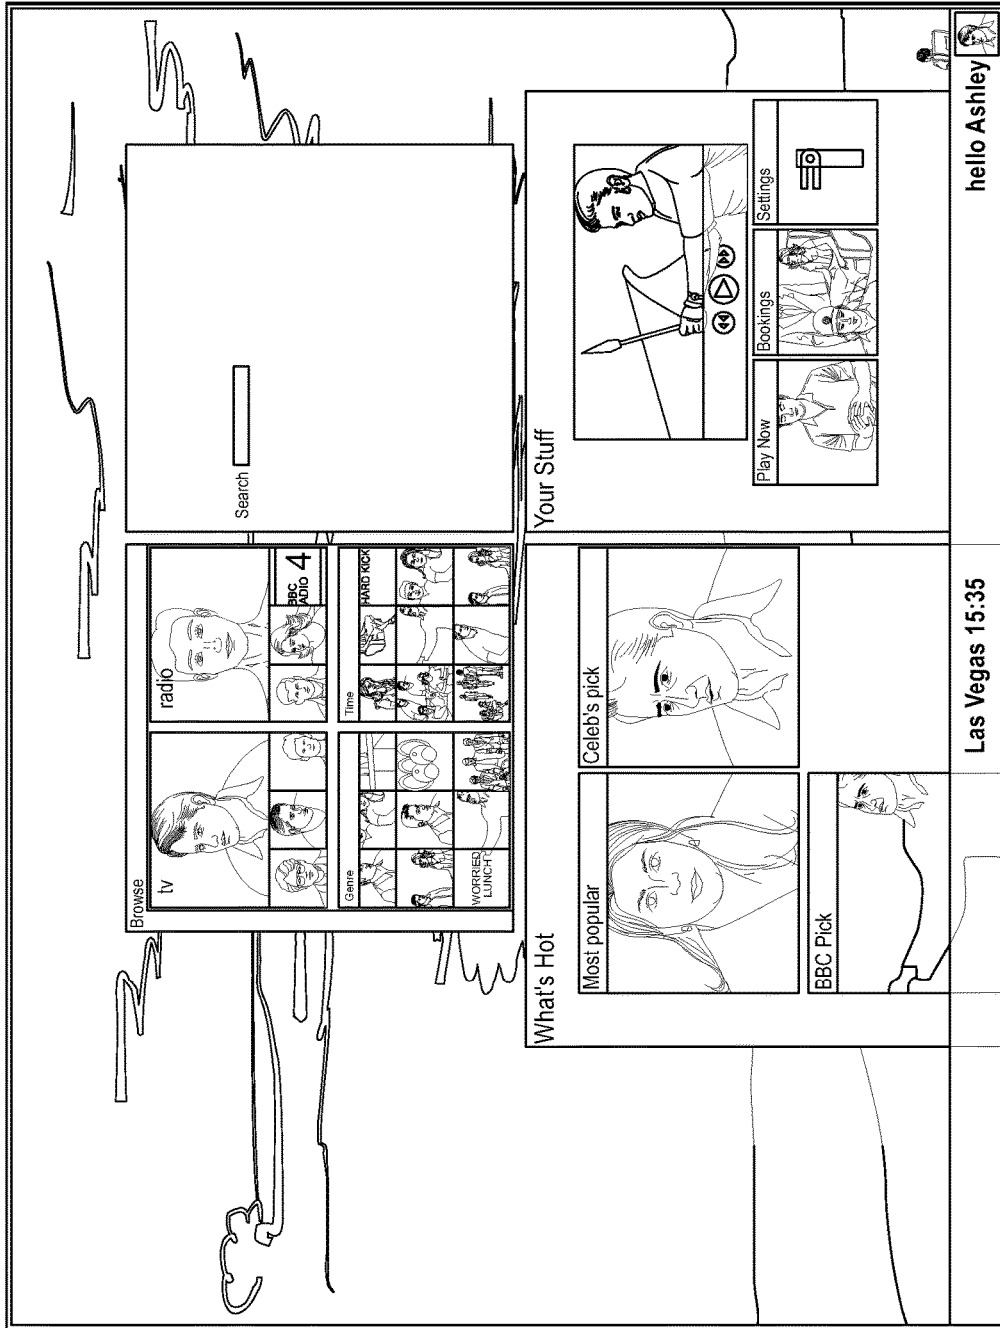 Browse
tv
radio
BBC
ADIO 4
Genre
WORRIED
LUNCH
Time
HARD KICK
Search
What's Hot
Most popular
Celeb's pick
BBC Pick
Your Stuff
Play Now
Bookings
Settings
Las Vegas 15:35
hello Ashley